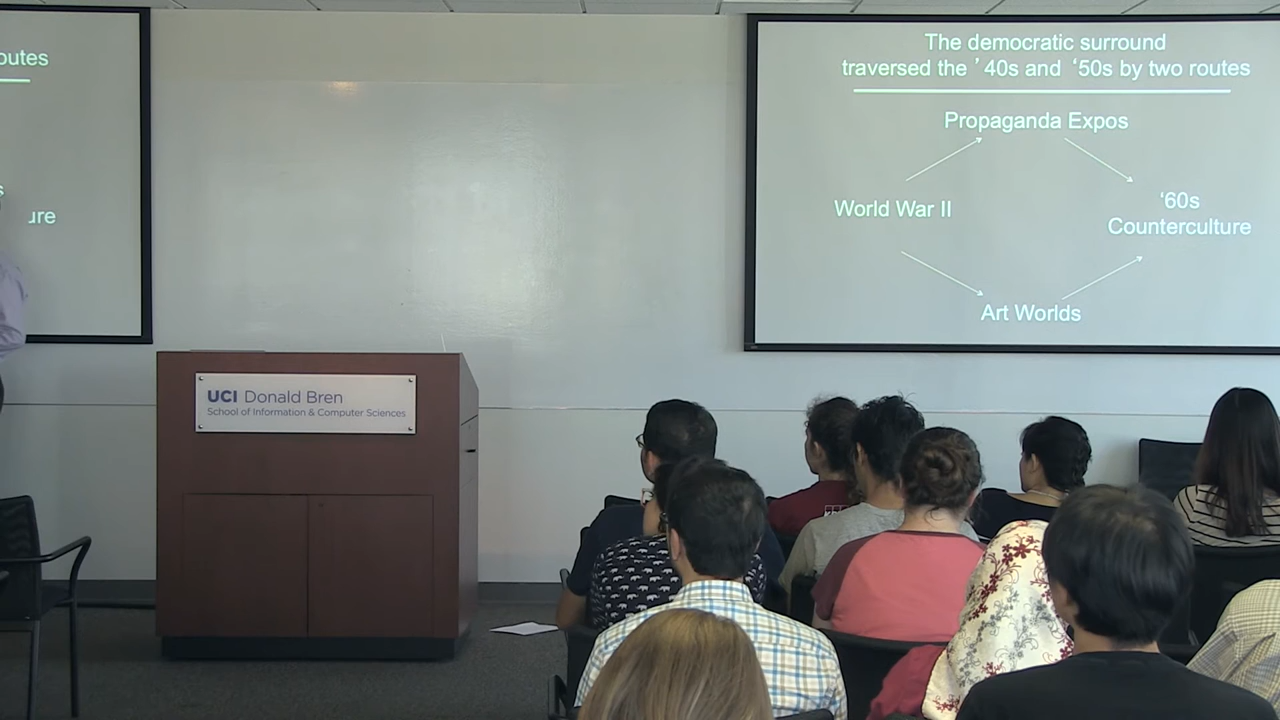 The democratic surround
traversed the ' 40s and '50s by two routes
Propaganda Expos
World War II
'60s
Counterculture
Art Worlds
outes
ure
UCI Donald Bren
School of Information & Computer Sciences